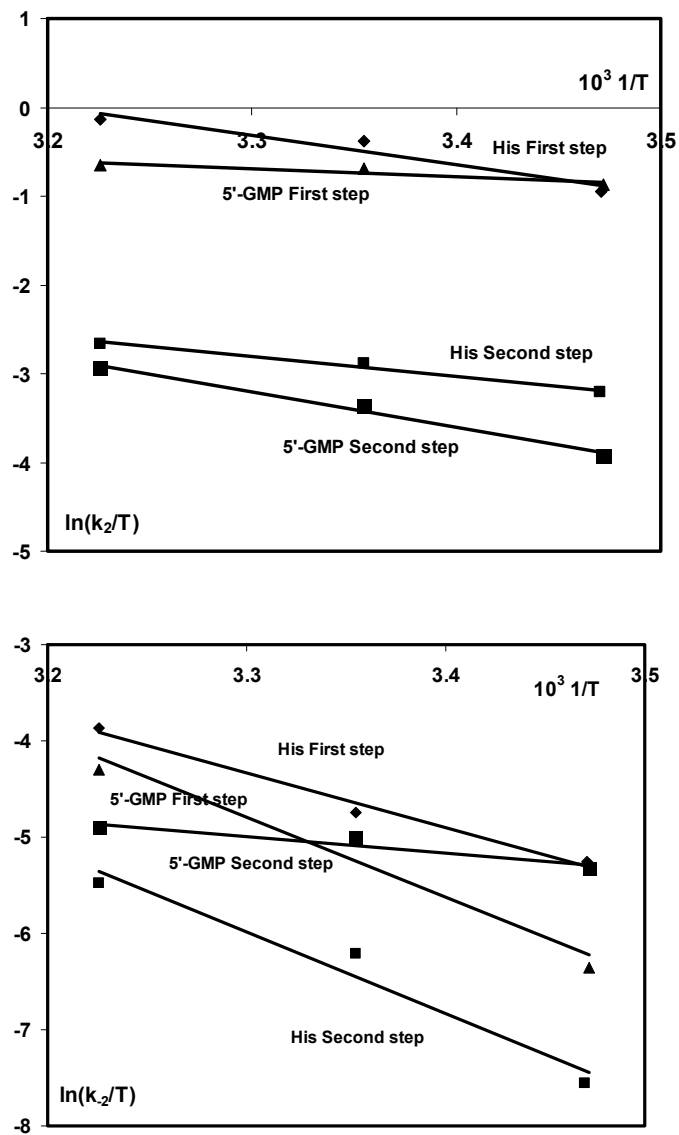 1
10³ 1/T
0
3.2 3.3 3.4 3.5
His First step
-1
5'-GMP First step
-2
His Second step
-3
5'-GMP Second step
-4
ln(k₂/T)
-5
-3
3.2 3.3 3.4 3.5
10³ 1/T
His First step
-4
5'-GMP First step
-5
5'-GMP Second step
-6
His Second step
-7
ln(k₋₂/T)
-8